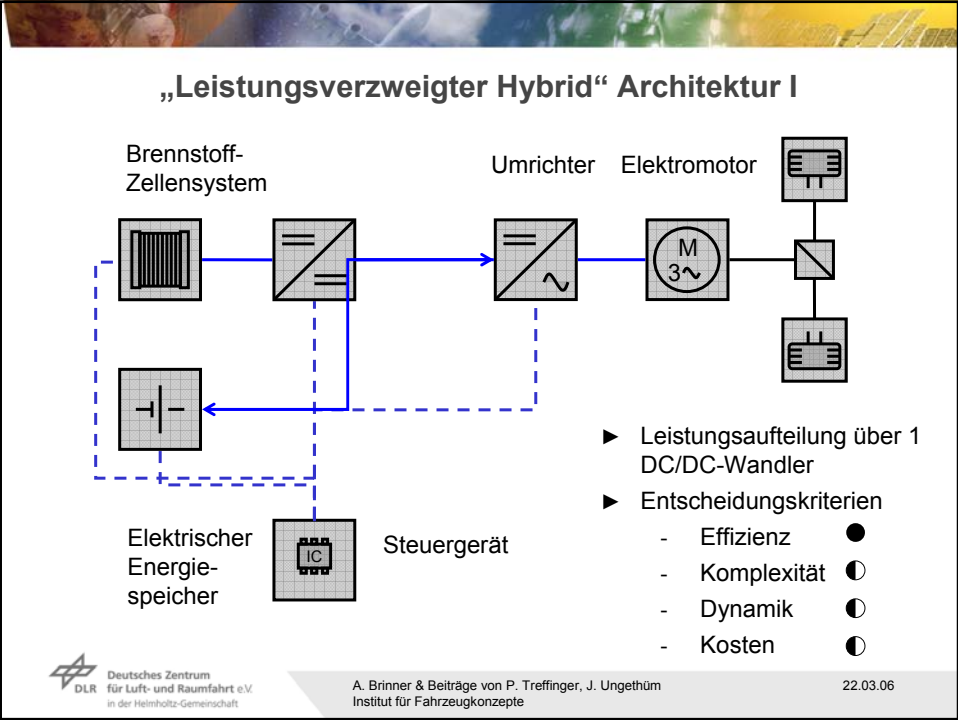 „Leistungsverzweigter Hybrid“ Architektur I
Brennstoff-
Zellensystem
Umrichter
Elektromotor
M
3~
Elektrischer
Energie-
speicher
IC
Steuergerät
► Leistungsaufteilung über 1
DC/DC-Wandler
► Entscheidungskriterien
- Effizienz
- Komplexität
- Dynamik
- Kosten
DLR
Deutsches Zentrum
für Luft- und Raumfahrt e.V.
in der Helmholtz-Gemeinschaft
A. Brinner & Beiträge von P. Treffinger, J. Ungethüm
Institut für Fahrzeugkonzepte
22.03.06